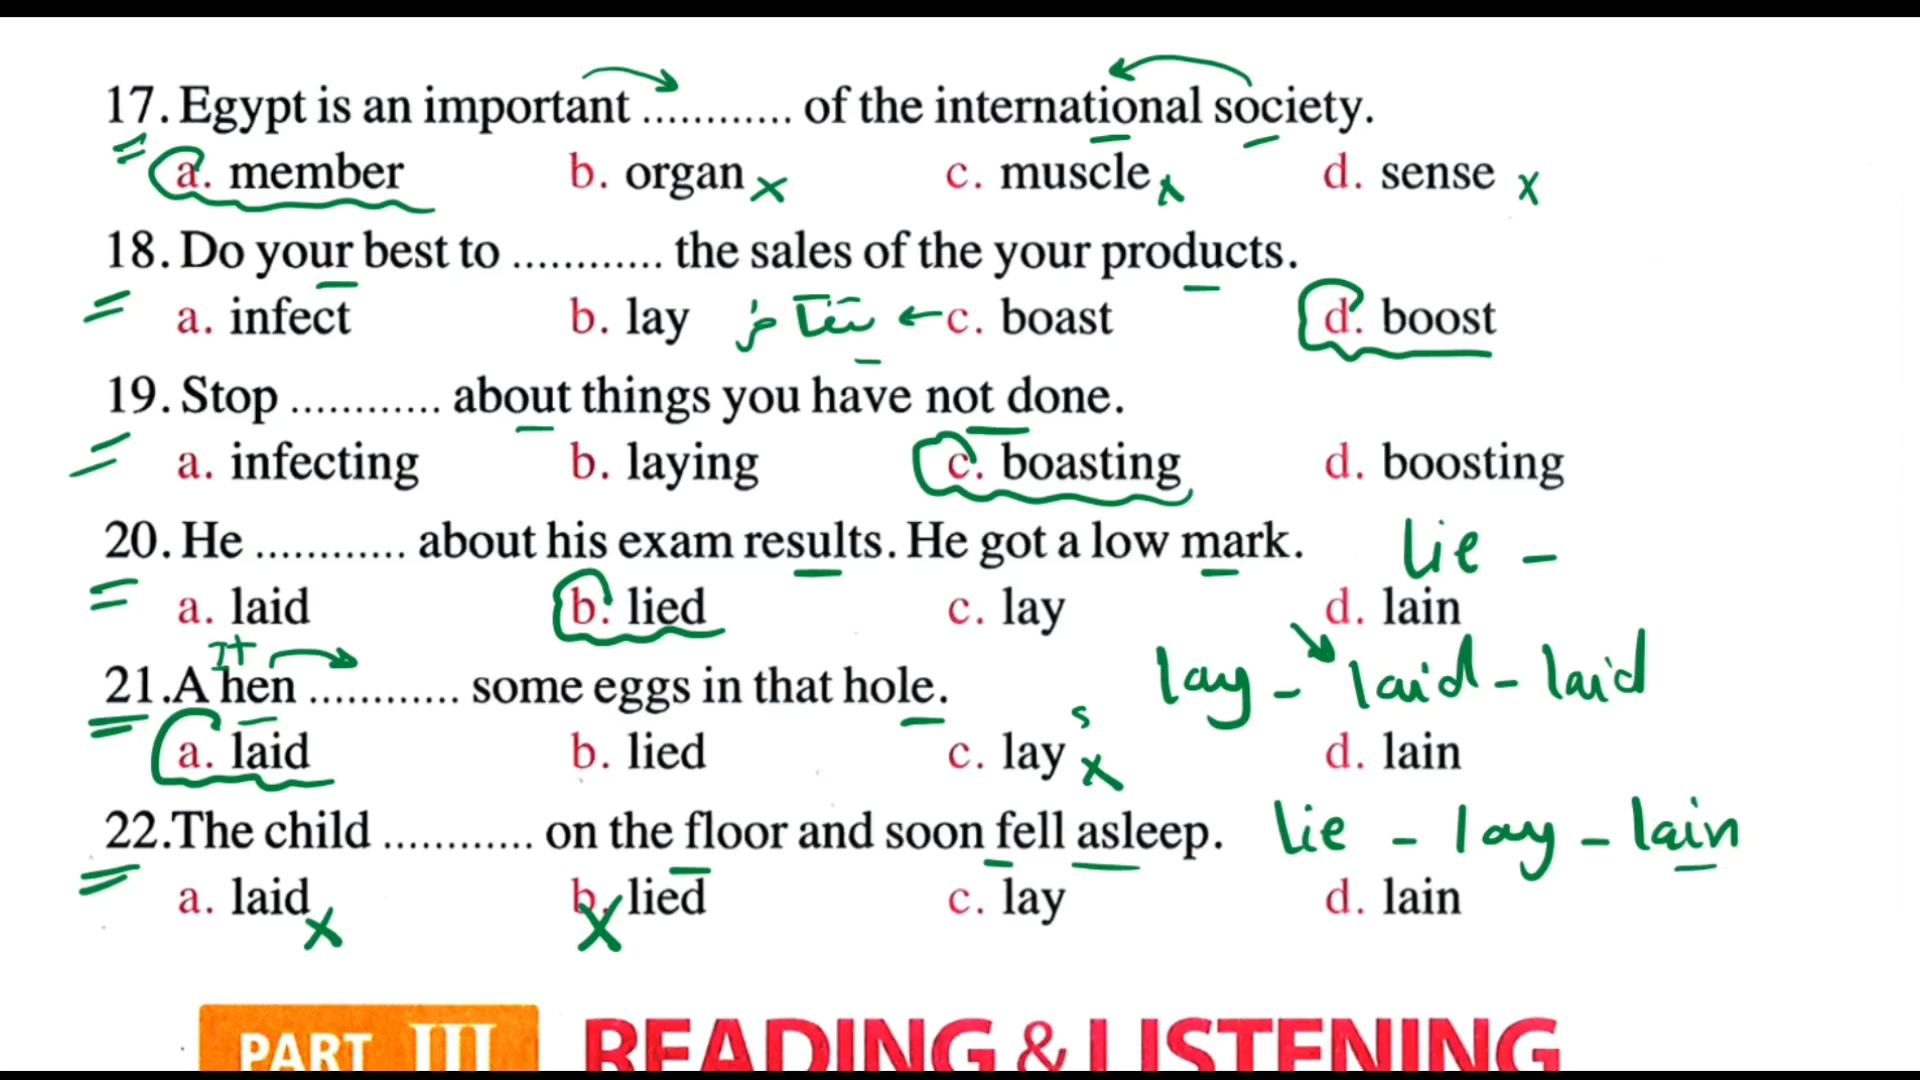 17. Egypt is an important ............ of the international society.
a. member b. organ x c. muscle x d. sense x
18. Do your best to ............ the sales of the your products.
a. infect b. lay ← c. boast d. boost
19. Stop ............ about things you have not done.
a. infecting b. laying c. boasting d. boosting
20. He ............ about his exam results. He got a low mark. lie -
a. laid b. lied c. lay d. lain
It
21.A hen ............ some eggs in that hole. lay - laid - laid
a. laid b. lied c. lay s x d. lain
22.The child ............ on the floor and soon fell asleep. lie - lay - lain
a. laid x b. x lied c. lay d. lain
PART III READING & LISTENING